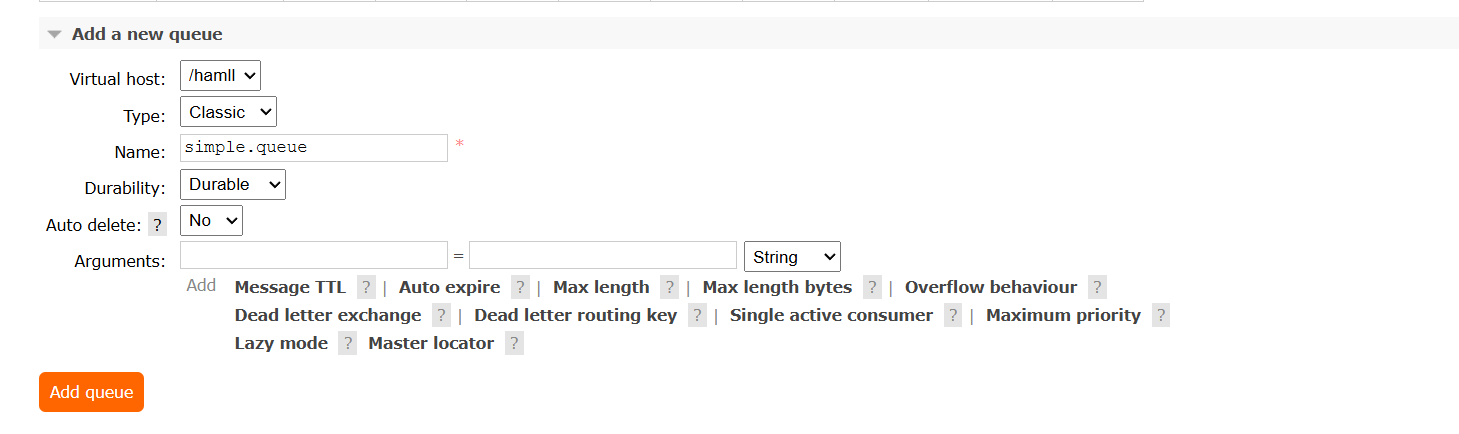 Add a new queue
Virtual host: /hamll
Type: Classic
Name: simple.queue *
Durability: Durable
Auto delete: ? No
Arguments: = String
Add Message TTL ? | Auto expire ? | Max length ? | Max length bytes ? | Overflow behaviour ?
Dead letter exchange ? | Dead letter routing key ? | Single active consumer ? | Maximum priority ?
Lazy mode ? Master locator ?
Add queue